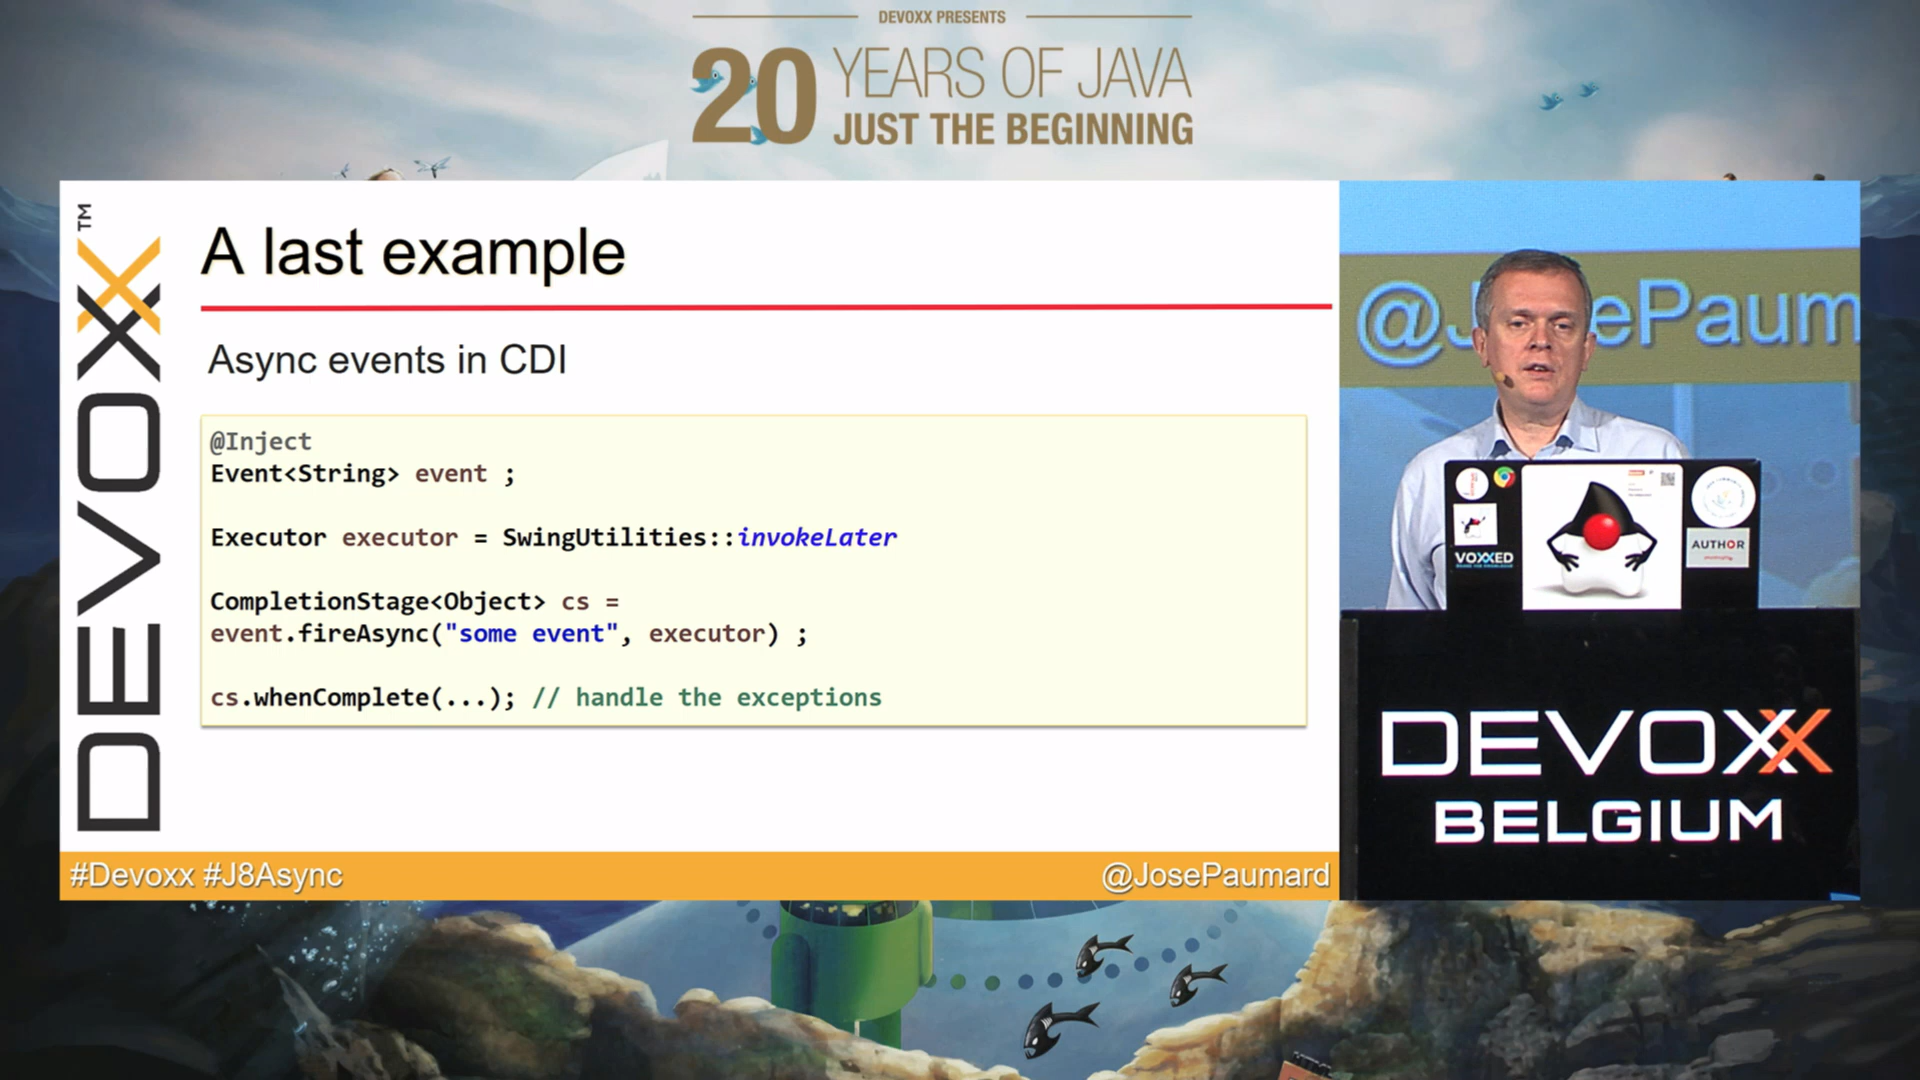 DEVOXX PRESENTS
20 YEARS OF JAVA
JUST THE BEGINNING
DEVOXX™
A last example
Async events in CDI
@Inject
Event<String> event ;
Executor executor = SwingUtilities::invokeLater
CompletionStage<Object> cs =
event.fireAsync("some event", executor) ;
cs.whenComplete(...); // handle the exceptions
#Devoxx #J8Async
@JosePaumard
@J
ePaum
VOXXED
AUTHOR
DEVOXX
BELGIUM